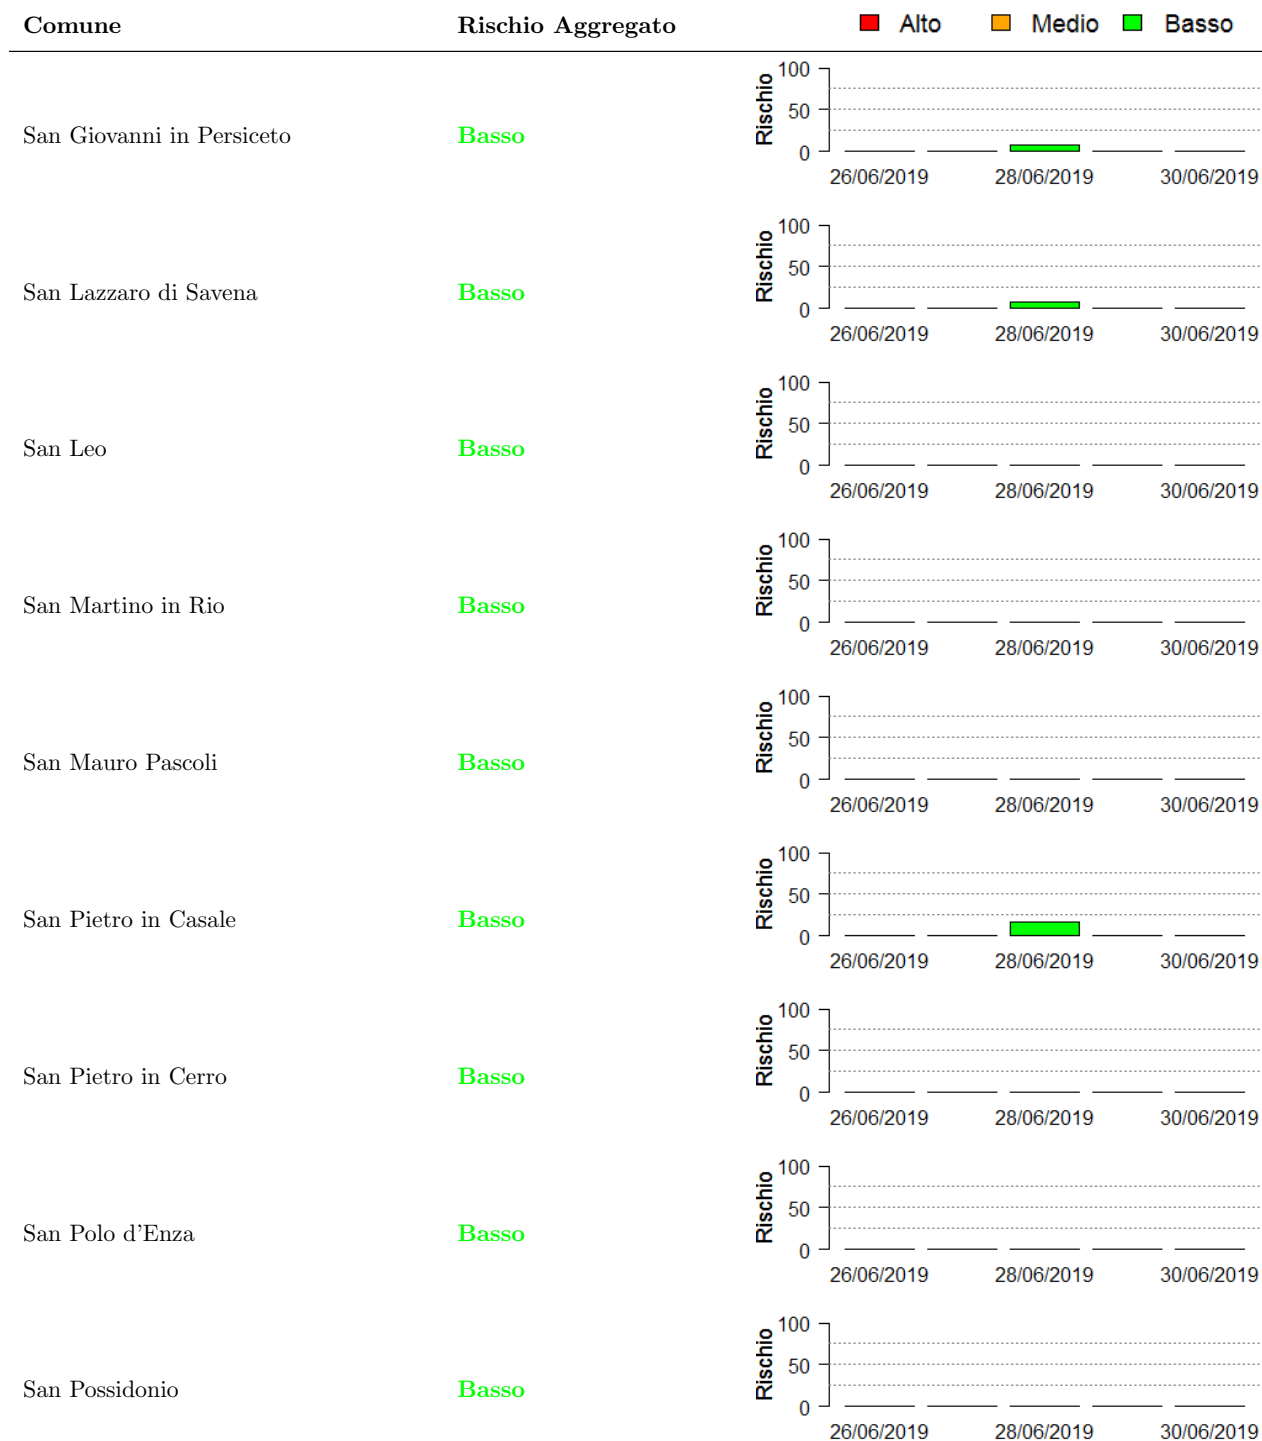 Comune Rischio Aggregato Alto Medio Basso
San Giovanni in Persiceto Basso Rischio 100 50 0
26/06/2019 28/06/2019 30/06/2019
San Lazzaro di Savena Basso Rischio 100 50 0
26/06/2019 28/06/2019 30/06/2019
San Leo Basso Rischio 100 50 0
26/06/2019 28/06/2019 30/06/2019
San Martino in Rio Basso Rischio 100 50 0
26/06/2019 28/06/2019 30/06/2019
San Mauro Pascoli Basso Rischio 100 50 0
26/06/2019 28/06/2019 30/06/2019
San Pietro in Casale Basso Rischio 100 50 0
26/06/2019 28/06/2019 30/06/2019
San Pietro in Cerro Basso Rischio 100 50 0
26/06/2019 28/06/2019 30/06/2019
San Polo d'Enza Basso Rischio 100 50 0
26/06/2019 28/06/2019 30/06/2019
San Possidonio Basso Rischio 100 50 0
26/06/2019 28/06/2019 30/06/2019